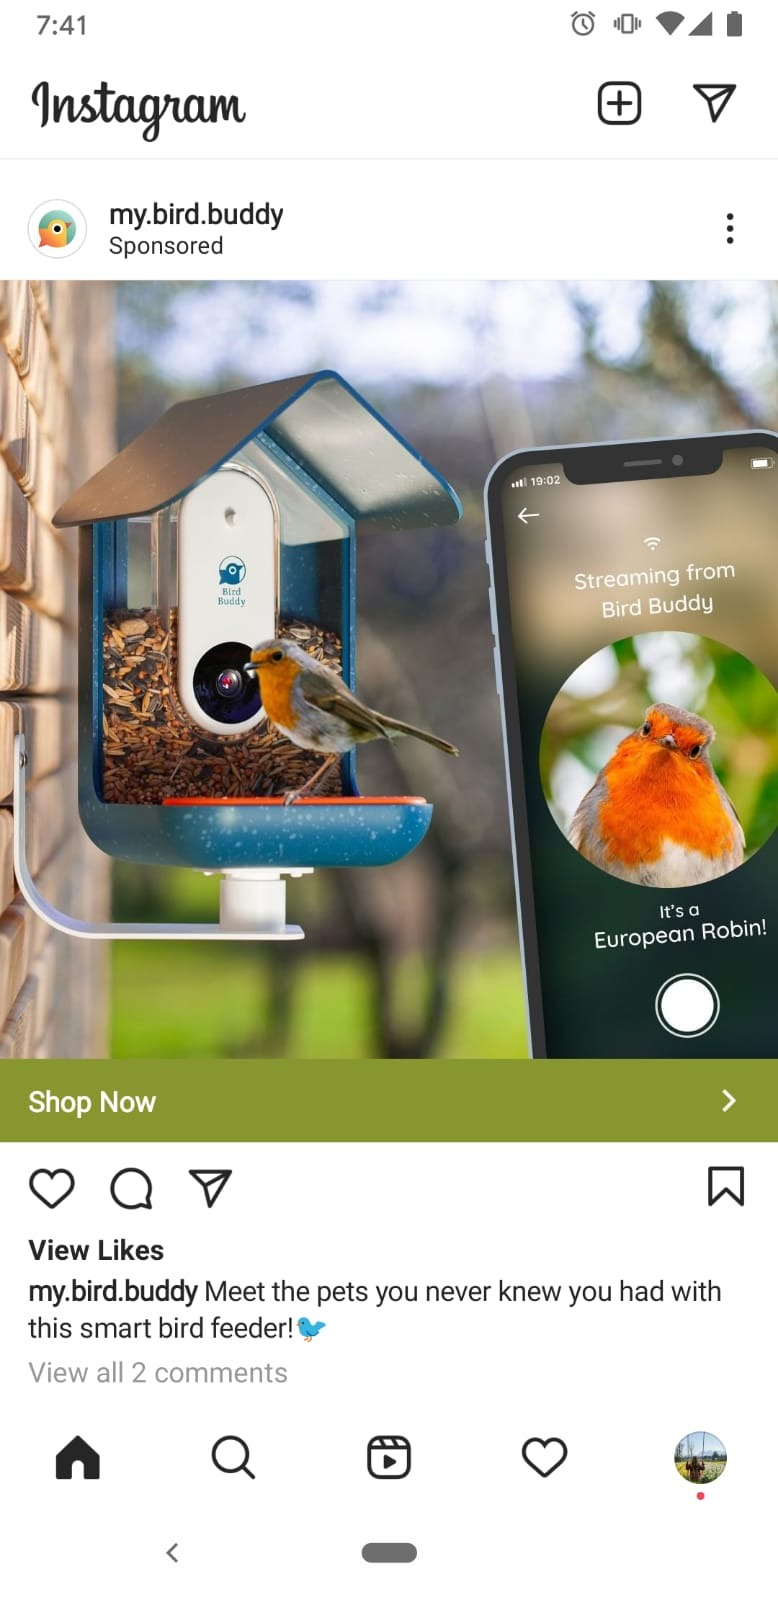 7:41
Instagram
my.bird.buddy
Sponsored
Bird
Buddy
19:02
Streaming from
Bird Buddy
It's a
European Robin!
Shop Now
View Likes
my.bird.buddy Meet the pets you never knew you had with
this smart bird feeder!🐦
View all 2 comments